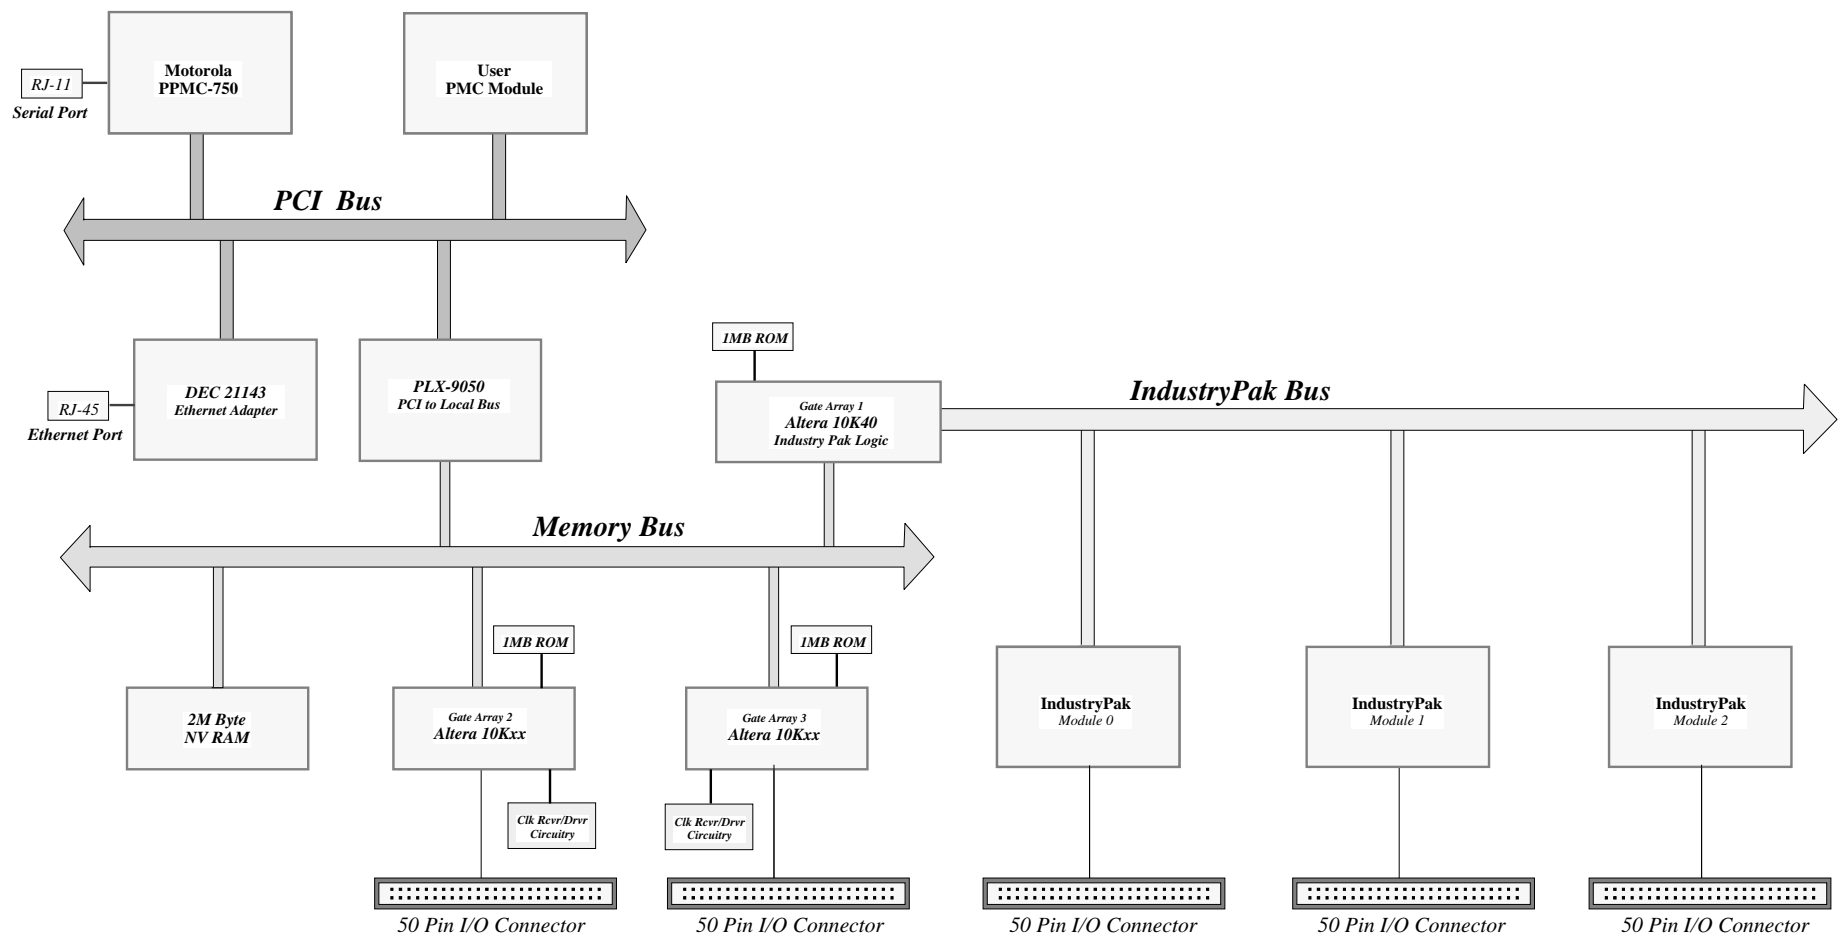 Motorola
PPMC-750
User
PMC Module
RJ-11
Serial Port
PCI Bus
1MB ROM
DEC 21143
Ethernet Adapter
PLX-9050
PCI to Local Bus
RJ-45
Ethernet Port
Gate Array 1
Altera 10K40
Industry Pak Logic
IndustryPak Bus
Memory Bus
1MB ROM
1MB ROM
2M Byte
NV RAM
Gate Array 2
Altera 10Kxx
Gate Array 3
Altera 10Kxx
IndustryPak
Module 0
IndustryPak
Module 1
IndustryPak
Module 2
Clk Rcvr/Drvr
Circuitry
Clk Rcvr/Drvr
Circuitry
50 Pin I/O Connector
50 Pin I/O Connector
50 Pin I/O Connector
50 Pin I/O Connector
50 Pin I/O Connector